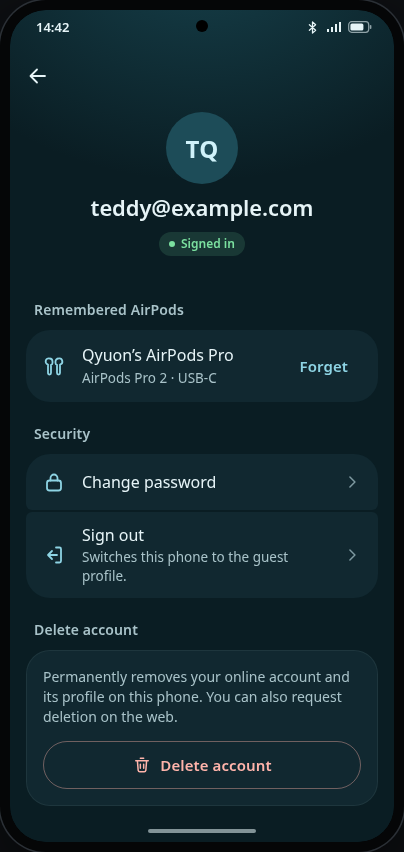 14:42
TQ
teddy@example.com
Signed in
Remembered AirPods
Qyuon’s AirPods Pro
AirPods Pro 2 · USB-C
Forget
Security
Change password
Sign out
Switches this phone to the guest
profile.
Delete account
Permanently removes your online account and
its profile on this phone. You can also request
deletion on the web.
Delete account